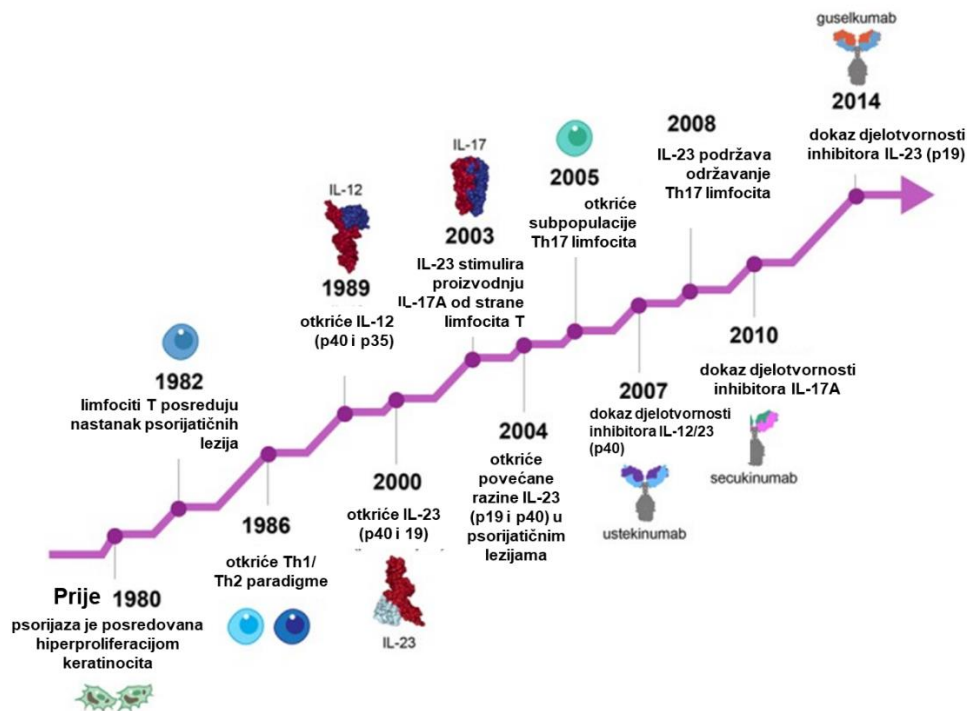 Prije 1980
psorijaza je posredovana
hiperproliferacijom
keratinocita
1982
limfociti T posreduju
nastanak psorijatičnih
lezija
1986
otkriće Th1/
Th2 paradigme
IL-12
1989
otkriće IL-12
(p40 i p35)
2000
otkriće IL-23
(p40 i 19)
IL-23
IL-17
2003
IL-23 stimulira
proizvodnju
IL-17A od strane
limfocita T
2004
otkriće
povećane
razine IL-23
(p19 i p40) u
psorijatičnim
lezijama
2005
otkriće
subpopulacije
Th17 limfocita
2007
dokaz djelotvornosti
inhibitora IL-12/23
(p40)
ustekinumab
2008
IL-23 podržava
održavanje
Th17 limfocita
2010
dokaz djelotvornosti
inhibitora IL-17A
secukinumab
guselkumab
2014
dokaz djelotvornosti
inhibitora IL-23 (p19)